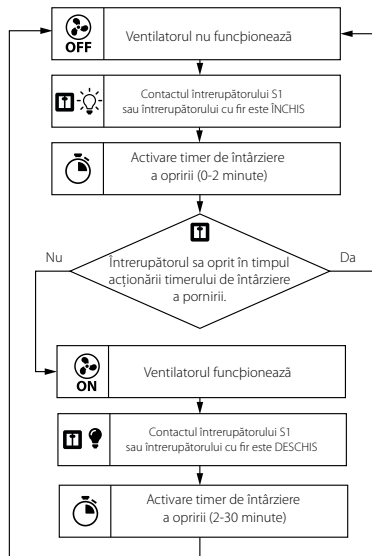 OFF
Ventilatorul nu funcþionează
Contactul întrerupătorului S1
sau întrerupătorului cu fir este ÎNCHIS
Activare timer de întârziere
a opririi (0-2 minute)
Nu
Da
Întrerupătorul sa oprit în timpul
acționării timerului de întârziere
a pornirii.
ON
Ventilatorul funcþionează
Contactul întrerupătorului S1
sau întrerupătorului cu fir este DESCHIS
Activare timer de întârziere
a opririi (2-30 minute)